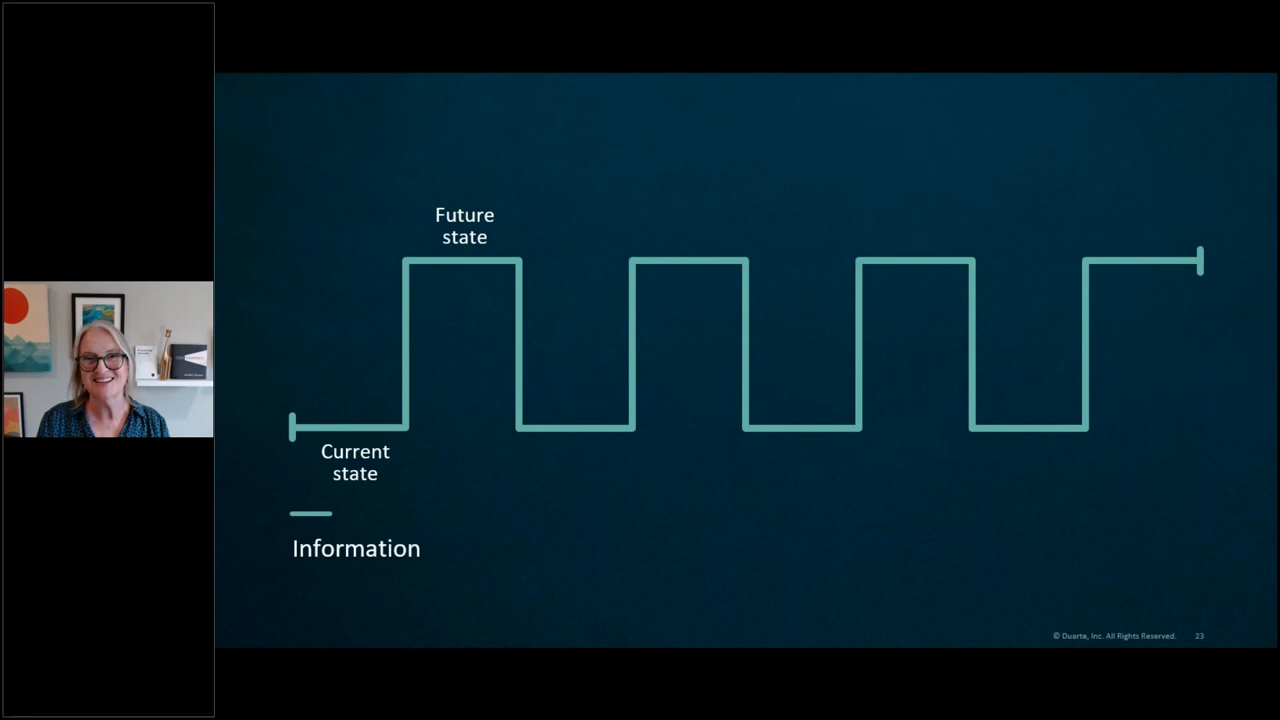 Future
state
Current
state
Information
© Duarte, Inc. All Rights Reserved. 23